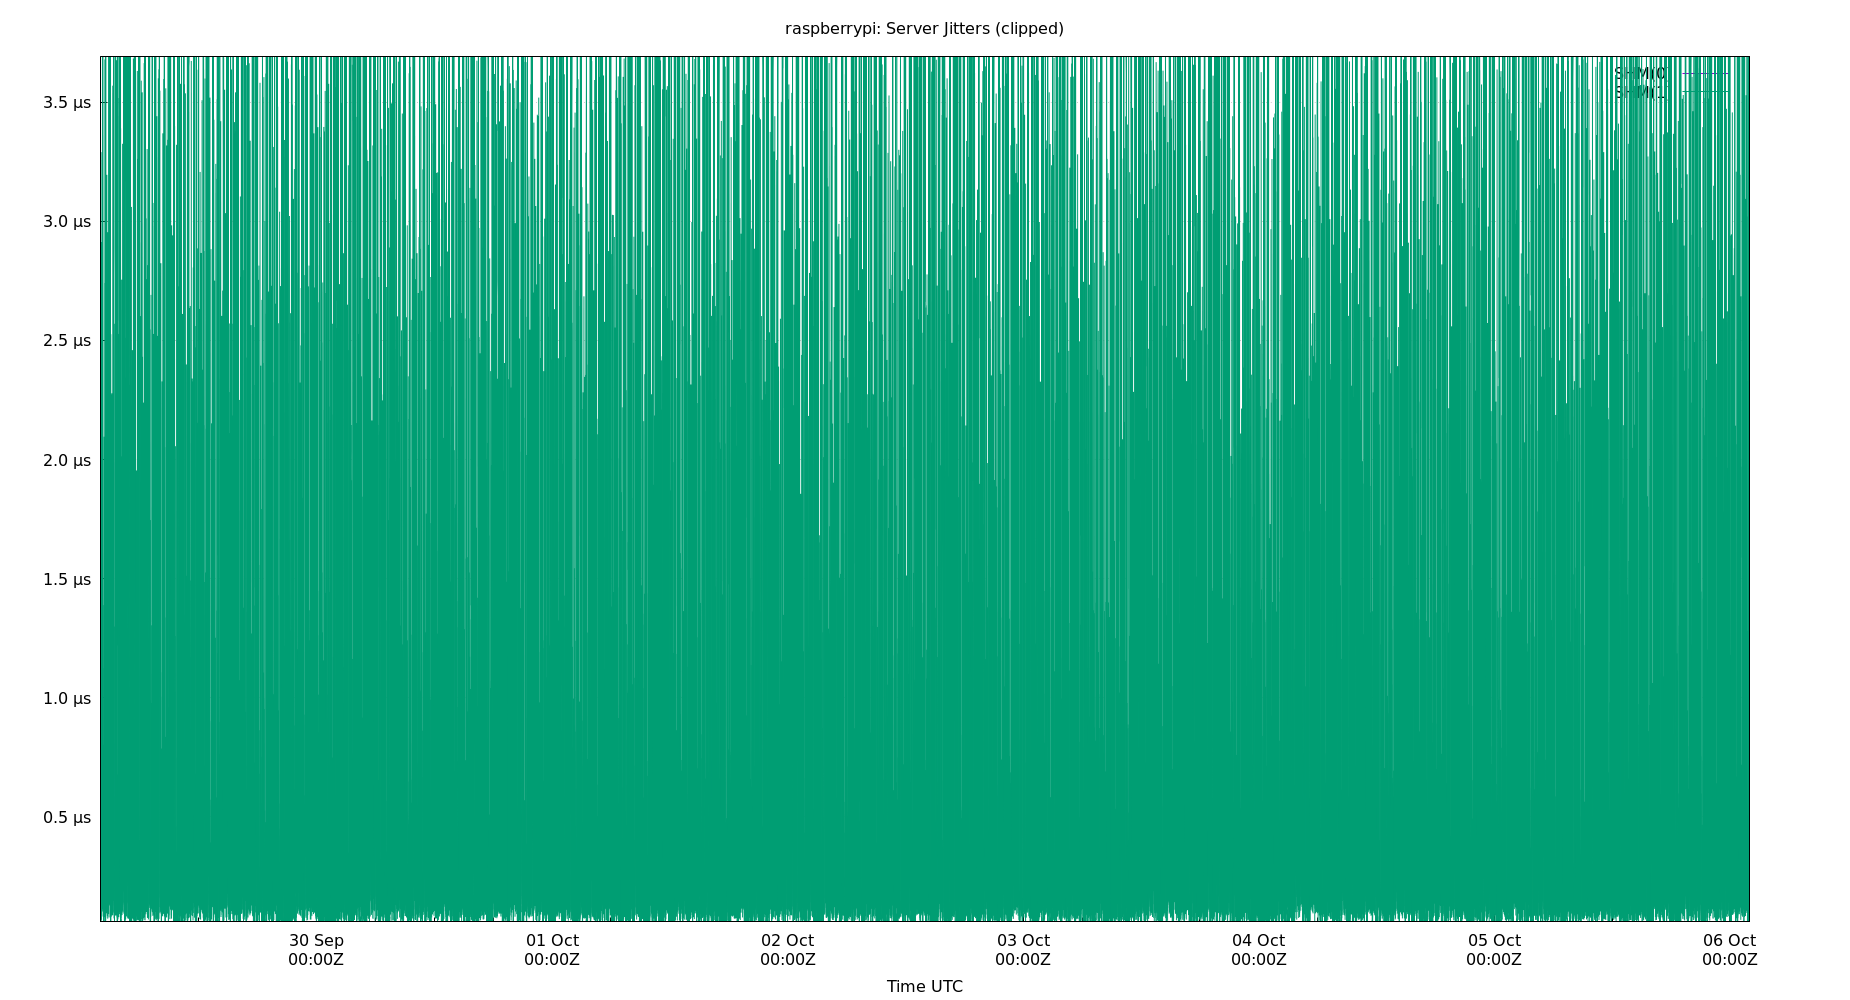 raspberrypi: Server Jitters (clipped)
3.5 µs
3.0 µs
2.5 µs
2.0 µs
1.5 µs
1.0 µs
0.5 µs
30 Sep 01 Oct 02 Oct 03 Oct 04 Oct 05 Oct 06 Oct
00:00Z 00:00Z 00:00Z 00:00Z 00:00Z 00:00Z 00:00Z
Time UTC